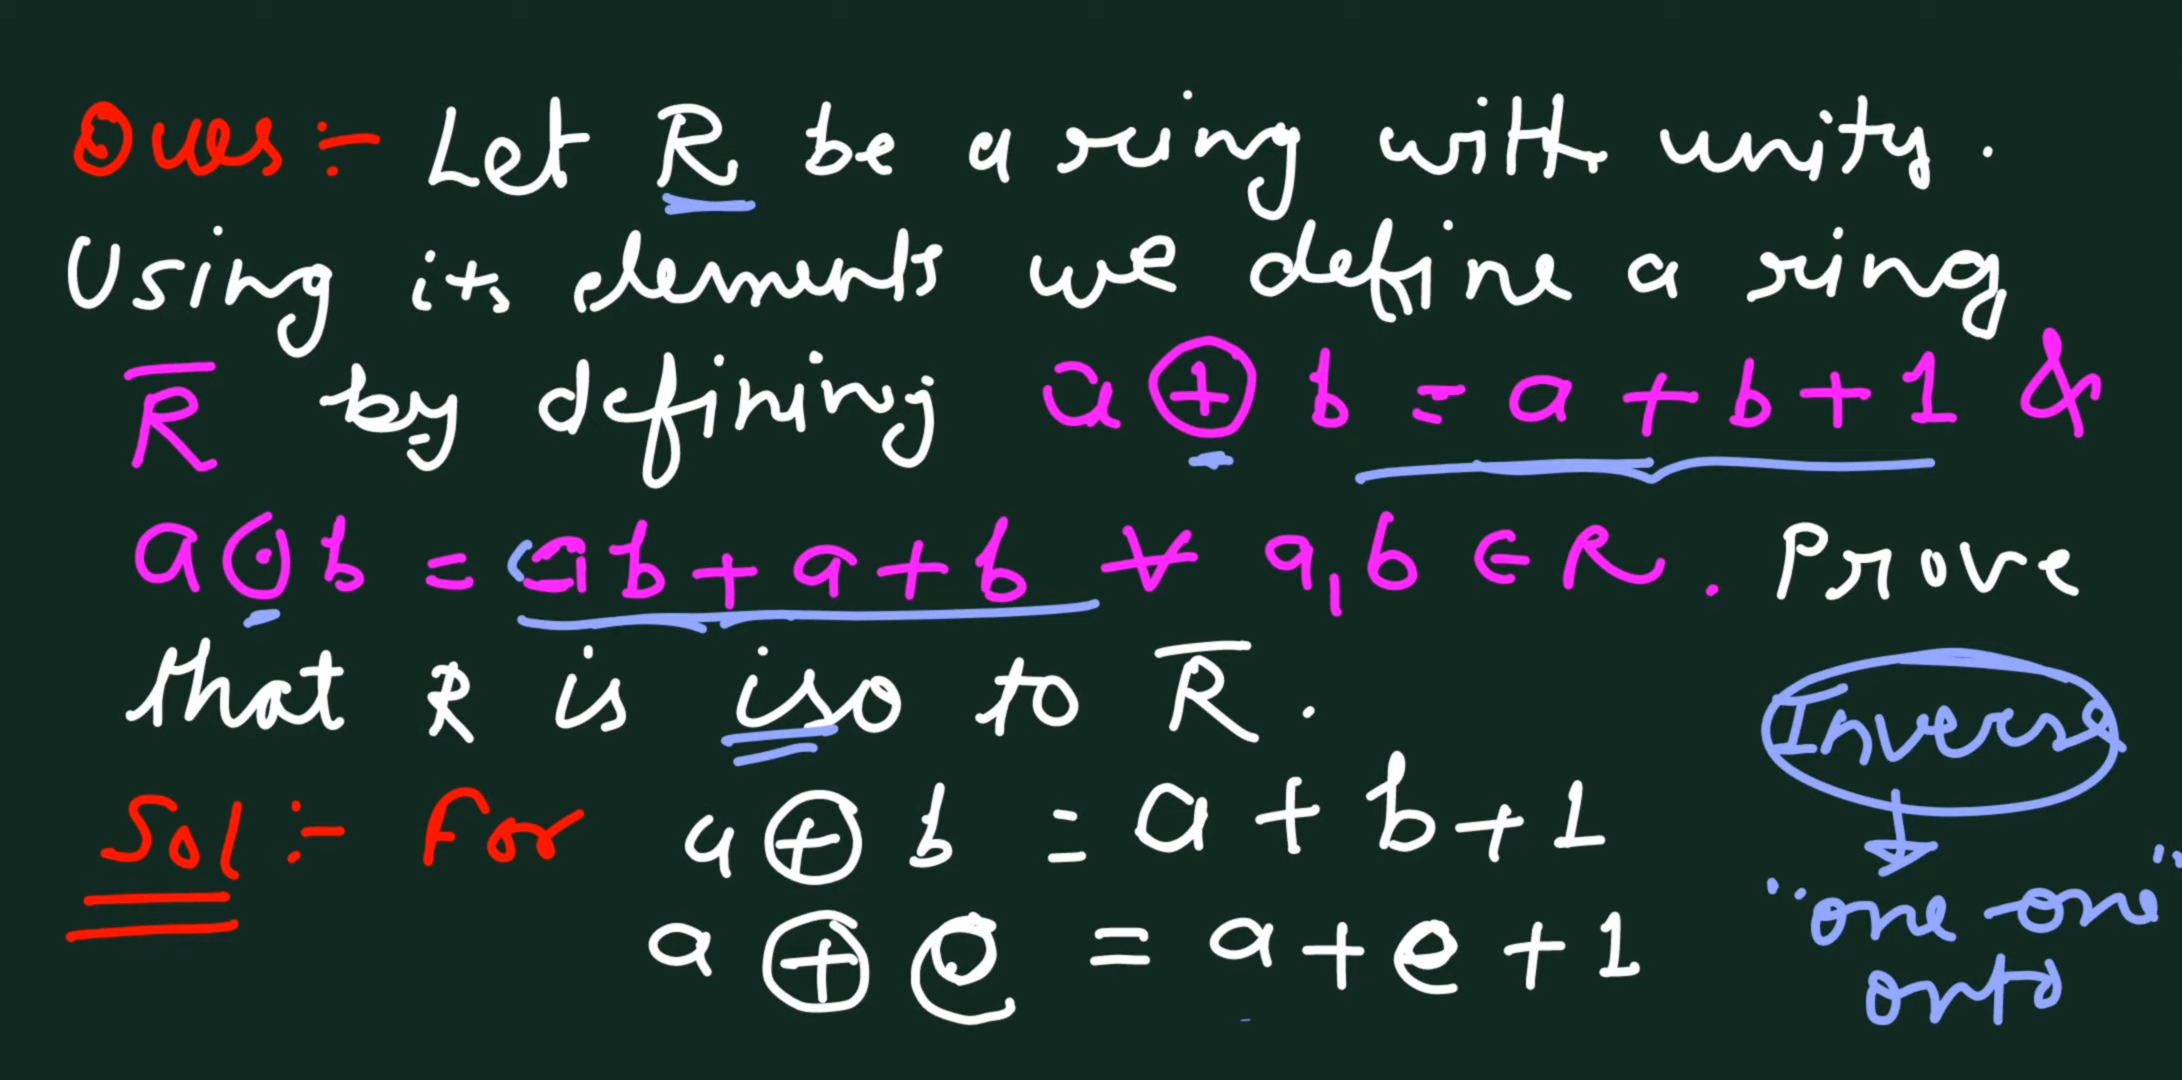 Ques :- Let R be a ring with unity.
Using its elements we define a ring
R̅ by defining a ⊕ b = a + b + 1 &
a ⊙ b = ab + a + b ∀ a, b ∈ R. Prove
that R is iso to R̅.
Inverse
Sol :- For a ⊕ b = a + b + 1
a ⊕ e = a + e + 1
"one-one"
onto